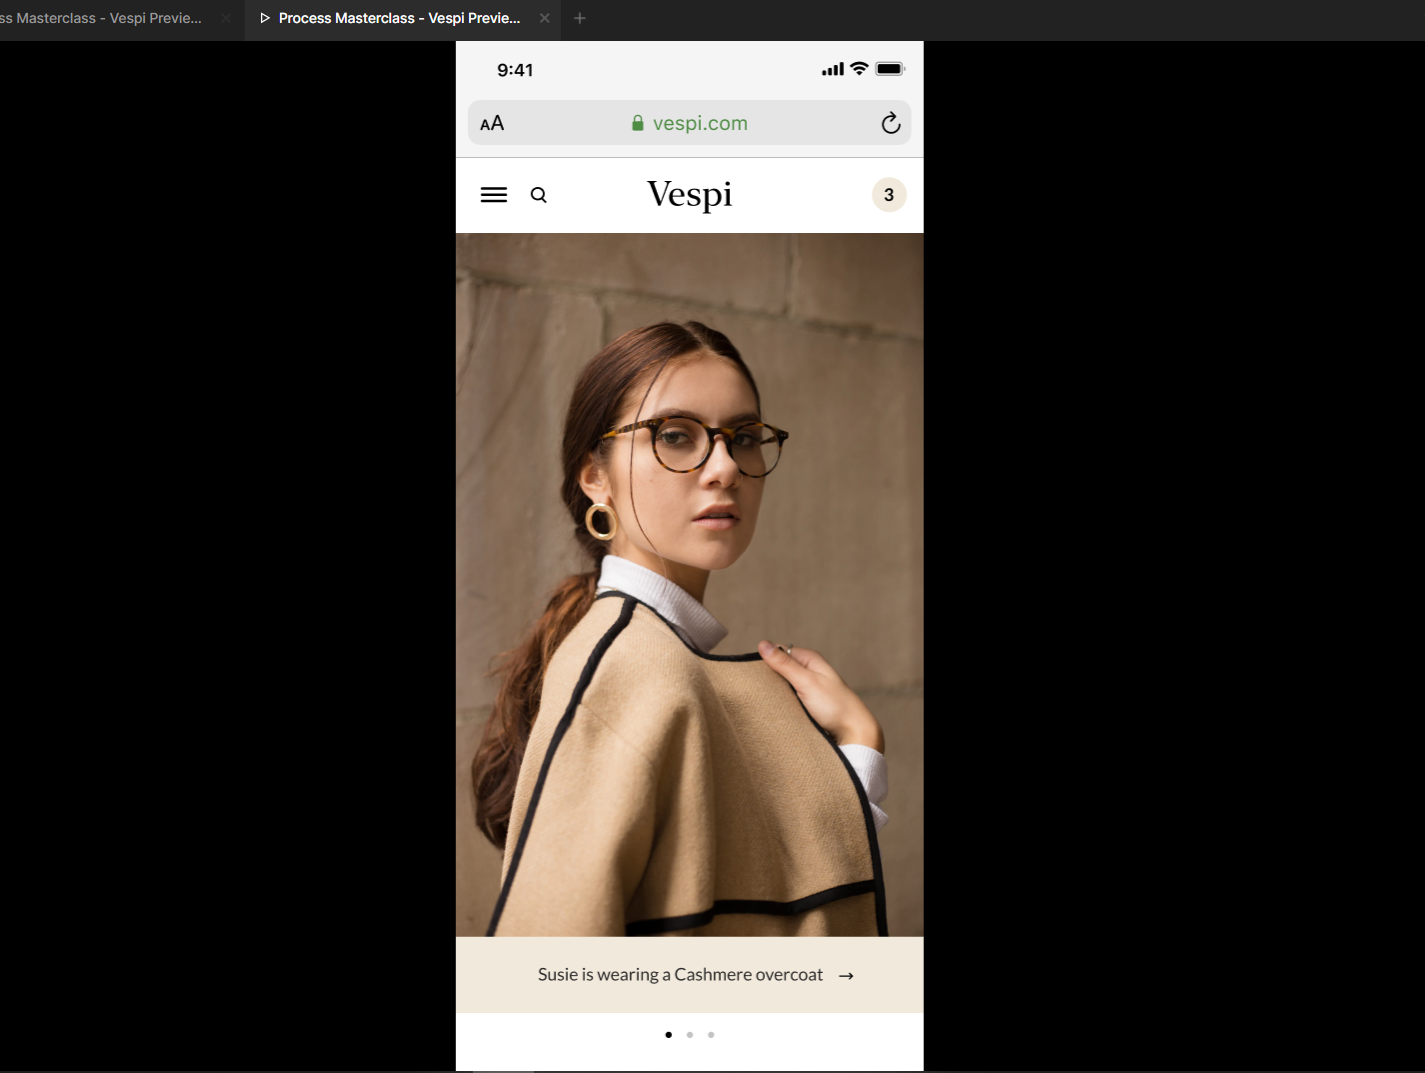 ss Masterclass - Vespi Previe...
Process Masterclass - Vespi Previe...
9:41
AA
vespi.com
Vespi
3
Susie is wearing a Cashmere overcoat →